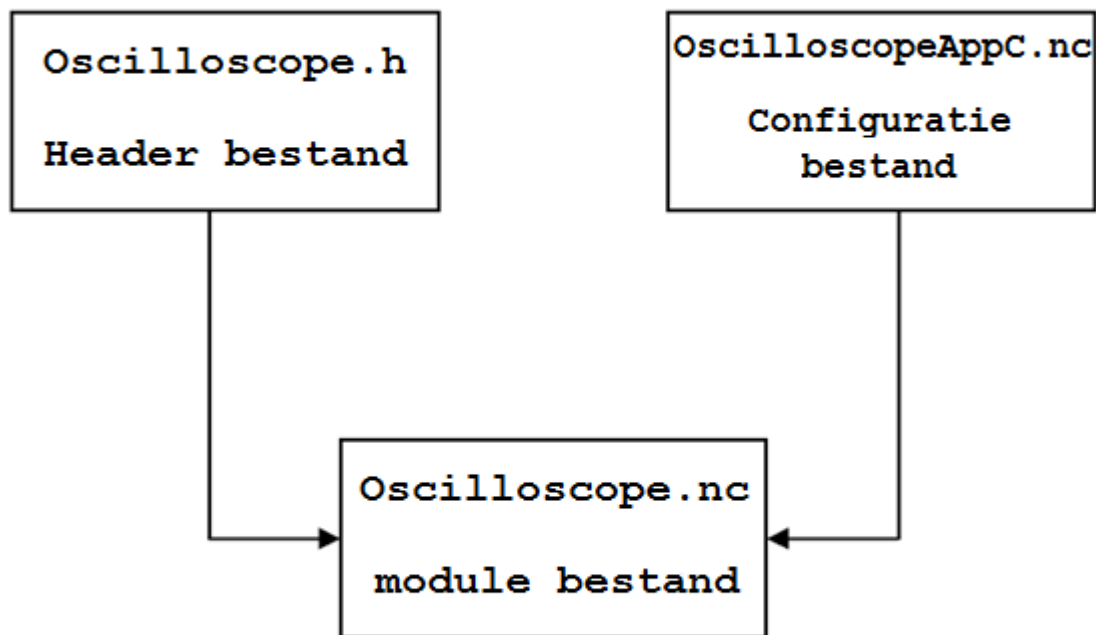 Oscilloscope.h
Header bestand
OscilloscopeAppC.nc
Configuratie
bestand
Oscilloscope.nc
module bestand